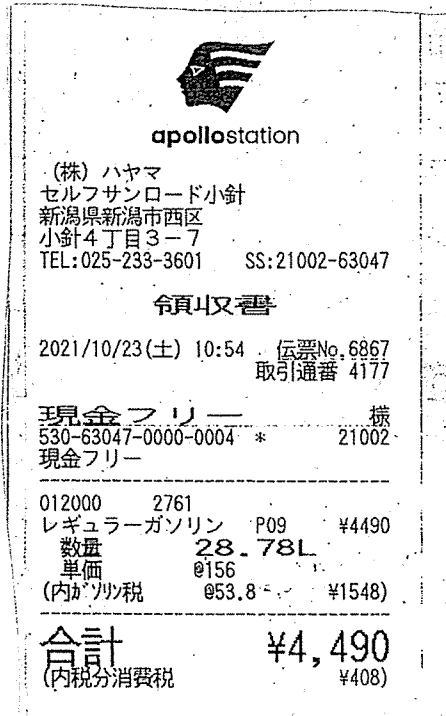 apollostation
(株) ハヤマ
セルフサンロード小針
新潟県新潟市西区
小針4丁目3-7
TEL:025-233-3601 SS:21002-63047
領収書
2021/10/23(土) 10:54 伝票No.6867
取引通番 4177
現金フリー 様
530-63047-0000-0004 * 21002
現金フリー
012000 2761
レギュラーガソリン P09 ¥4490
数量 28.78L
単価 @156
(内ガソリン税 @53.8 ¥1548)
合計 ¥4,490
(内税分消費税 ¥408)